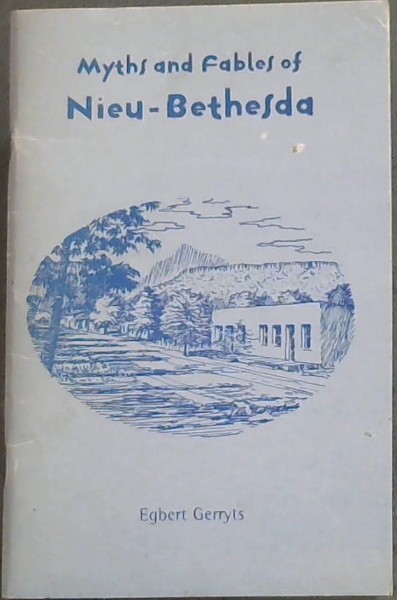 Myths and Fables of
Nieu-Bethesda
Egbert Gerryts